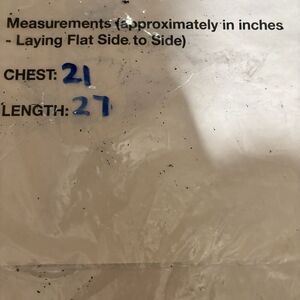 Measurements (approximately in inches
- Laying Flat Side to Side)
CHEST: 21
LENGTH: 27